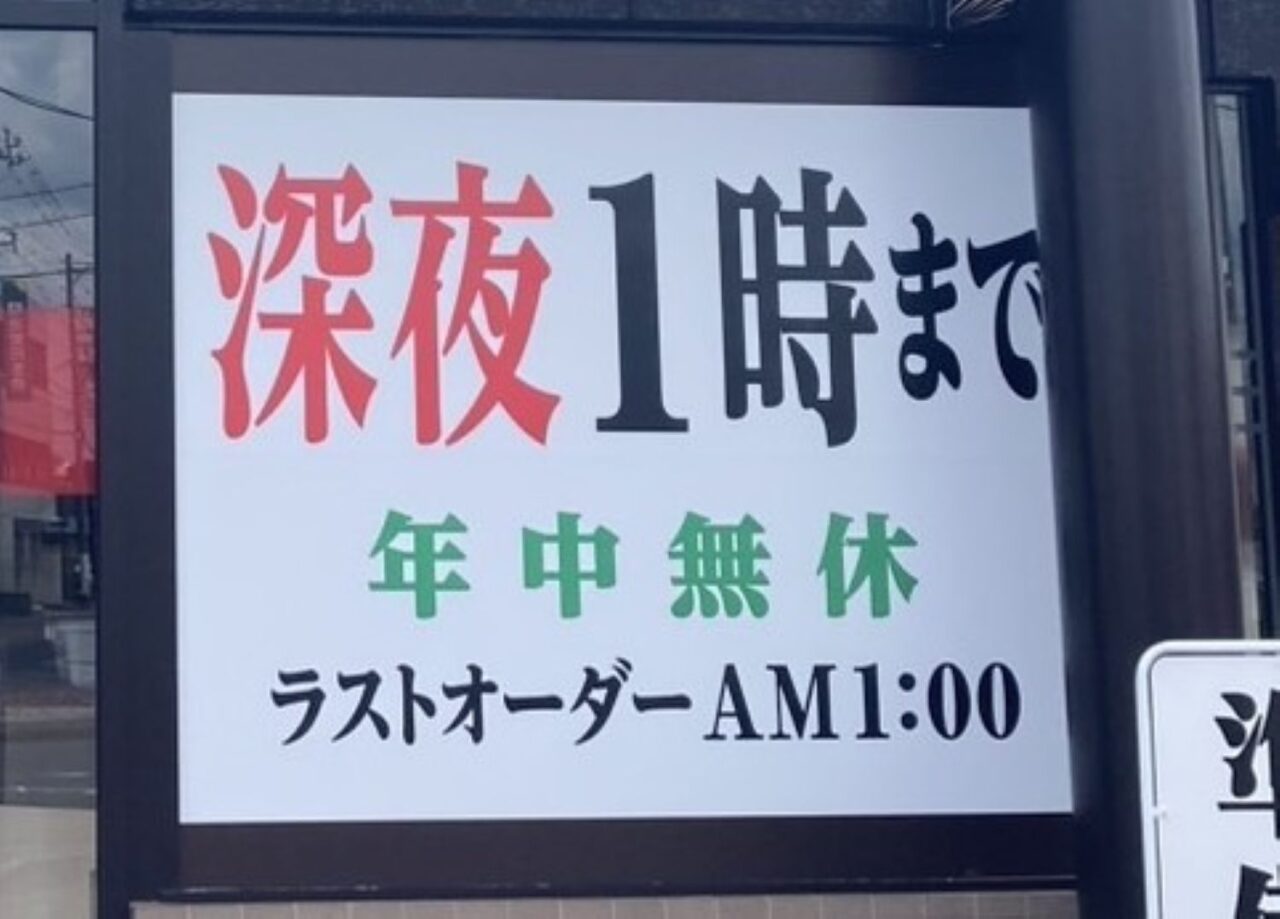 深夜1時まで
年中無休
ラストオーダーAM1:00
準